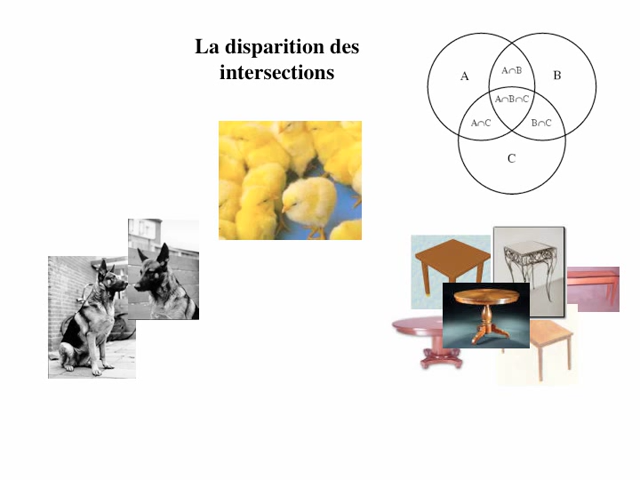 La disparition des
intersections
A
A∩B
B
A∩B∩C
A∩C
B∩C
C